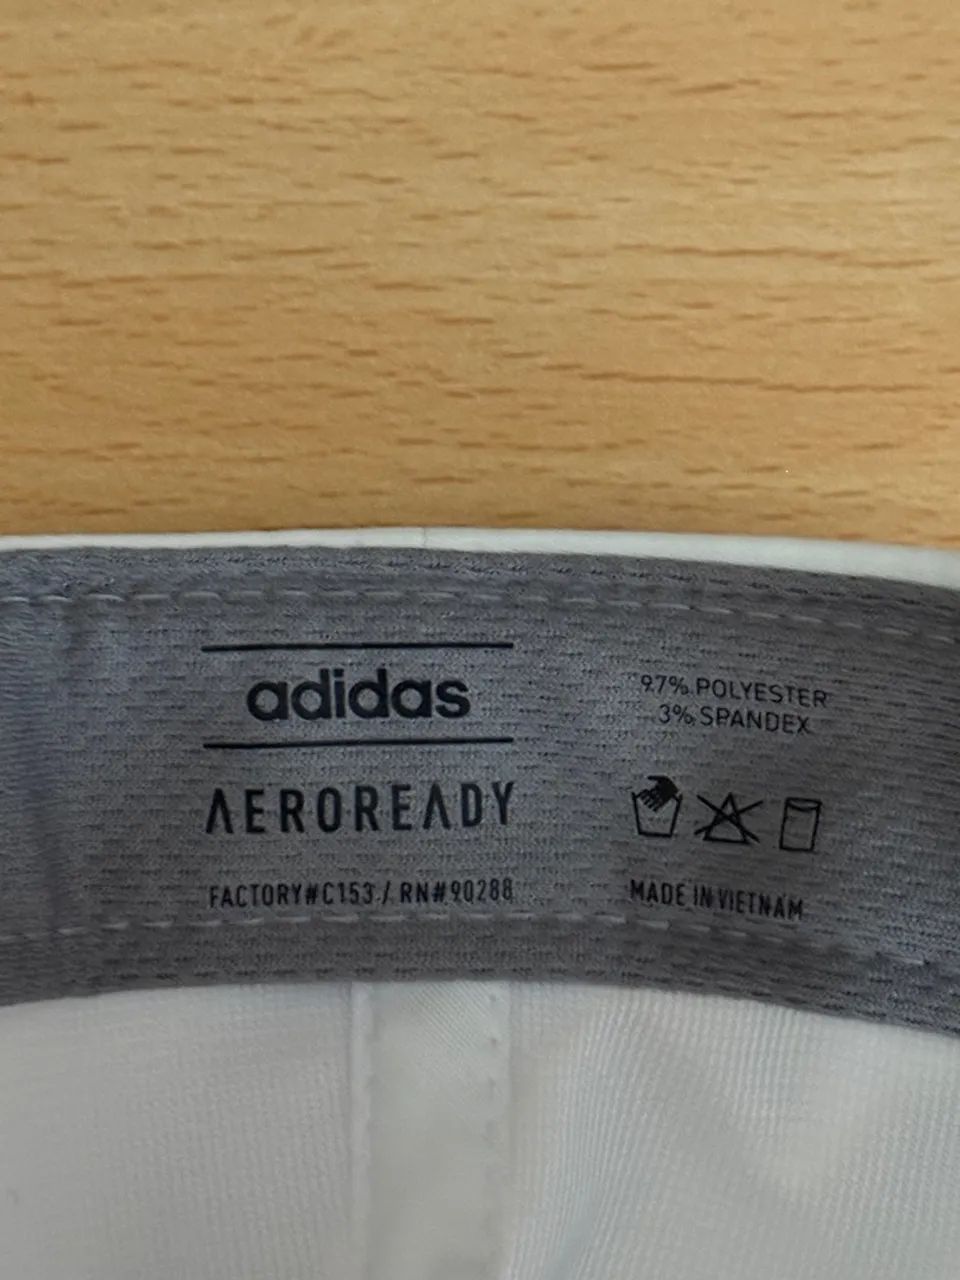 adidas
AEROREADY
FACTORY#C153 / RN#90288
97% POLYESTER
3% SPANDEX
MADE IN VIETNAM